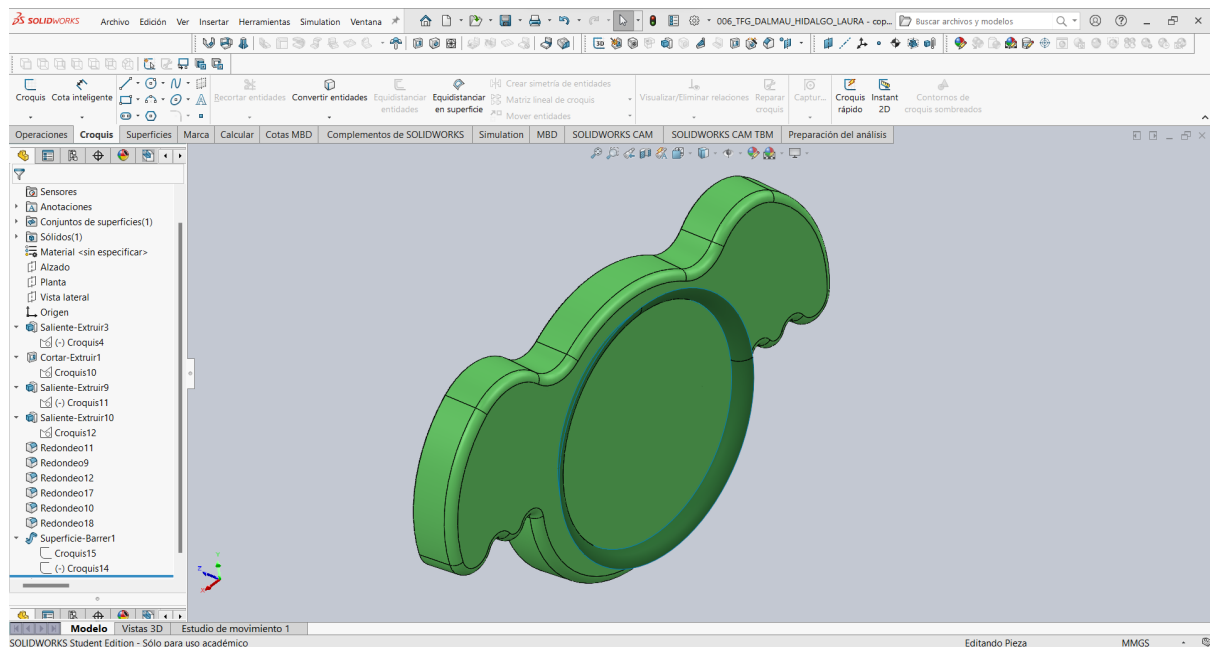 SOLIDWORKS Archivo Edición Ver Insertar Herramientas Simulation Ventana 006_TFG_DALMAU_HIDALGO_LAURA - cop... Buscar archivos y modelos
Croquis Cota inteligente Recortar entidades Convertir entidades Equidistanciar entidades Equidistanciar en superficie Crear simetría de entidades Visualizar/Eliminar relaciones Reparar croquis Captur... Croquis rápido Instant 2D Contornos de croquis sombreados
Matriz lineal de croquis
Mover entidades
Operaciones Croquis Superficies Marca Calcular Cotas MBD Complementos de SOLIDWORKS Simulation MBD SOLIDWORKS CAM SOLIDWORKS CAM TBM Preparación del análisis
Sensores
Anotaciones
Conjuntos de superficies(1)
Sólidos(1)
Material <sin especificar>
Alzado
Planta
Vista lateral
Origen
Saliente-Extruir3
(-) Croquis4
Cortar-Extruir1
Croquis10
Saliente-Extruir9
(-) Croquis11
Saliente-Extruir10
Croquis12
Redondeo11
Redondeo9
Redondeo12
Redondeo17
Redondeo10
Redondeo18
Superficie-Barrer1
Croquis15
(-) Croquis14
Y
Z
X
Modelo Vistas 3D Estudio de movimiento 1
SOLIDWORKS Student Edition - Sólo para uso académico Editando Pieza MMGS